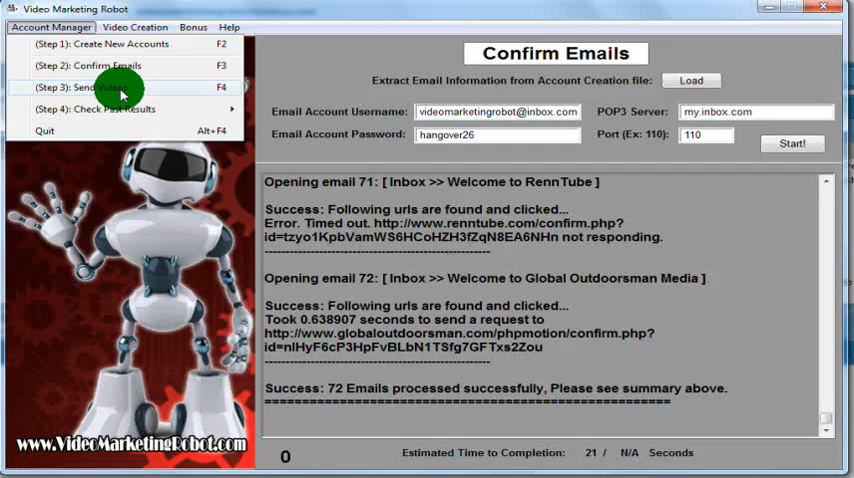 Video Marketing Robot
Account Manager Video Creation Bonus Help
(Step 1): Create New Accounts F2
(Step 2): Confirm Emails F3
(Step 3): Send Videos F4
(Step 4): Check Past Results
Quit Alt+F4
Confirm Emails
Extract Email Information from Account Creation file: Load
Email Account Username: videomarketingrobot@inbox.com POP3 Server: my.inbox.com
Email Account Password: hangover26 Port (Ex: 110): 110
Start!
Opening email 71: [ Inbox >> Welcome to RennTube ]
Success: Following urls are found and clicked...
Error. Timed out. http://www.renntube.com/confirm.php?
id=tzyo1KpbVamWS6HCoHZH3fZqN8EA6NHn not responding.
--------------------------------------------------
Opening email 72: [ Inbox >> Welcome to Global Outdoorsman Media ]
Success: Following urls are found and clicked...
Took 0.638907 seconds to send a request to
http://www.globaloutdoorsman.com/phpmotion/confirm.php?
id=nIHyF6cP3HpFvBLbN1TSfg7GFTxs2Zou
--------------------------------------------------
Success: 72 Emails processed successfully, Please see summary above.
==================================================
www.VideoMarketingRobot.com
0 Estimated Time to Completion: 21 / N/A Seconds